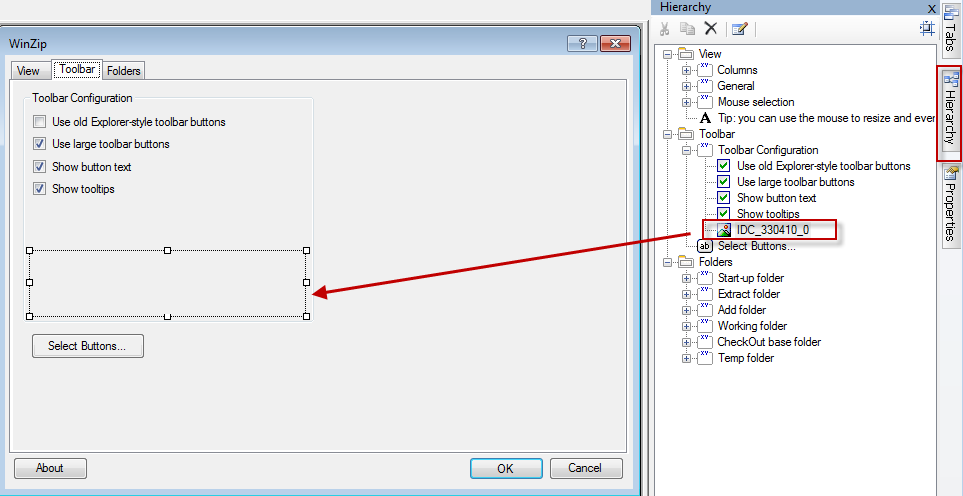 WinZip
?
View
Toolbar
Folders
Toolbar Configuration
Use old Explorer-style toolbar buttons
Use large toolbar buttons
Show button text
Show tooltips
Select Buttons...
About
OK
Cancel
Hierarchy
X
View
Columns
General
Mouse selection
A Tip: you can use the mouse to resize and ever
Toolbar
Toolbar Configuration
Use old Explorer-style toolbar buttons
Use large toolbar buttons
Show button text
Show tooltips
IDC_330410_0
ab Select Buttons...
Folders
Start-up folder
Extract folder
Add folder
Working folder
CheckOut base folder
Temp folder
Tabs
Hierarchy
Properties